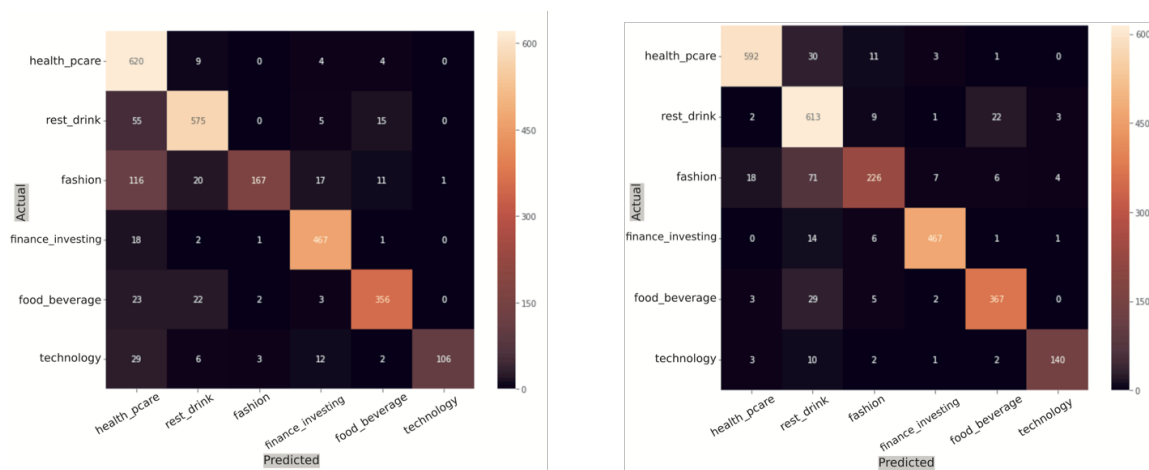 health_pcare 620 9 0 4 4 0
rest_drink 55 575 0 5 15 0
fashion 116 20 167 17 11 1
finance_investing 18 2 1 467 1 0
food_beverage 23 22 2 3 356 0
technology 29 6 3 12 2 106
Actual
health_pcare rest_drink fashion finance_investing food_beverage technology
Predicted
600
450
300
150
0
health_pcare 592 30 11 3 1 0
rest_drink 2 613 9 1 22 3
fashion 18 71 226 7 6 4
finance_investing 0 14 6 467 1 1
food_beverage 3 29 5 2 367 0
technology 3 10 2 1 2 140
Actual
health_pcare rest_drink fashion finance_investing food_beverage technology
Predicted
600
450
300
150
0